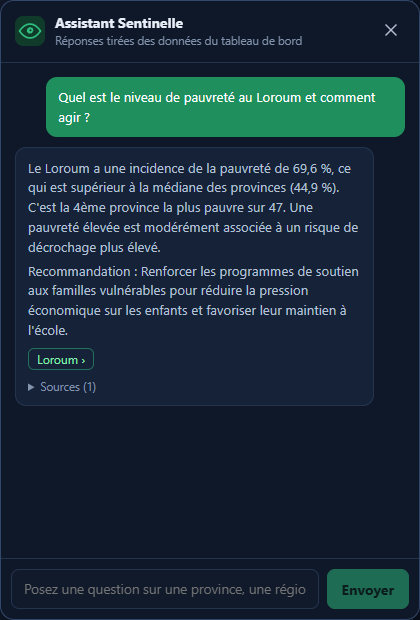 Assistant Sentinelle
Réponses tirées des données du tableau de bord
Quel est le niveau de pauvreté au Loroum et comment
agir ?
Le Loroum a une incidence de la pauvreté de 69,6 %, ce
qui est supérieur à la médiane des provinces (44,9 %).
C'est la 4ème province la plus pauvre sur 47. Une
pauvreté élevée est modérément associée à un risque de
décrochage plus élevé.
Recommandation : Renforcer les programmes de soutien
aux familles vulnérables pour réduire la pression
économique sur les enfants et favoriser leur maintien à
l'école.
Loroum ›
Sources (1)
Posez une question sur une province, une régio
Envoyer